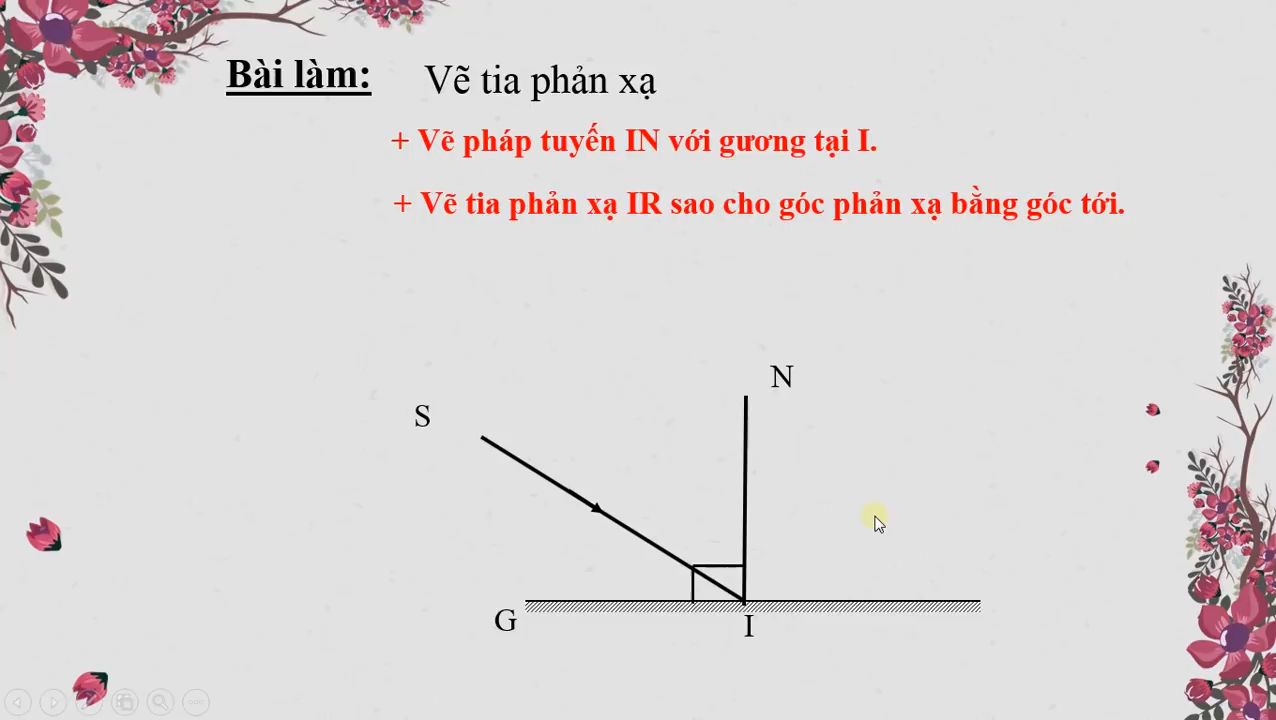 Bài làm: Vẽ tia phản xạ
+ Vẽ pháp tuyến IN với gương tại I.
+ Vẽ tia phản xạ IR sao cho góc phản xạ bằng góc tới.
N
S
G
I